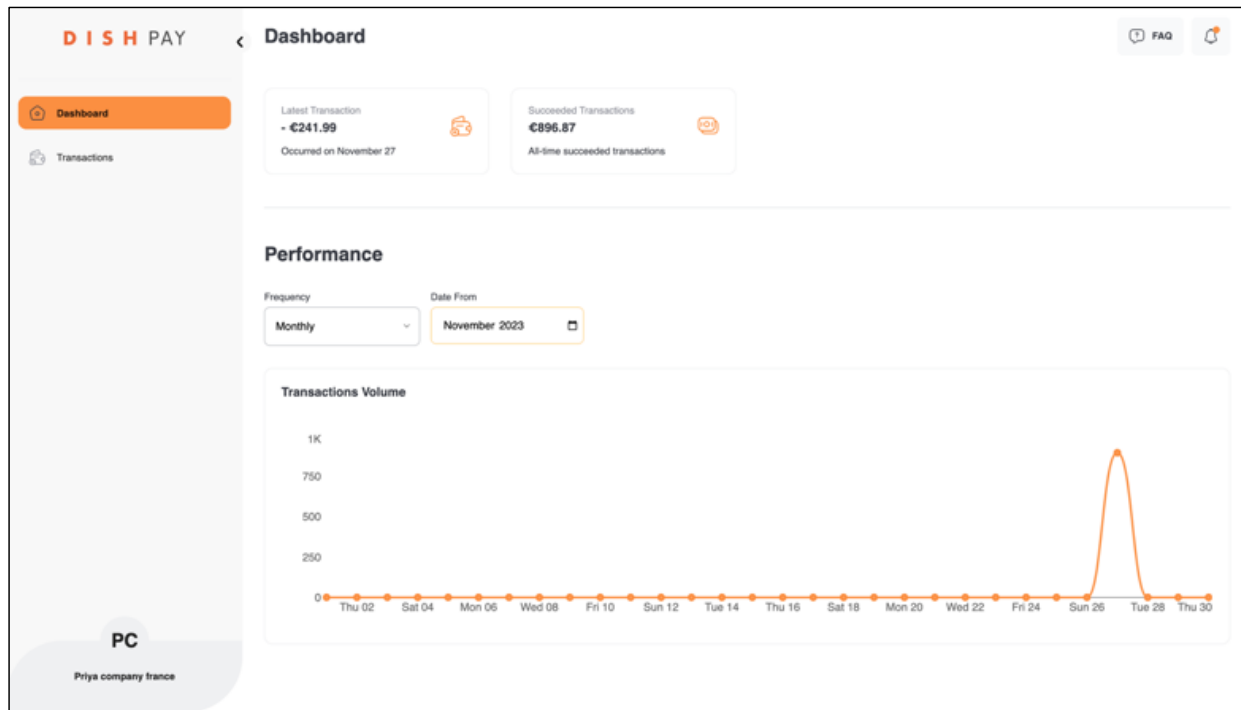 DISH PAY
Dashboard
FAQ
Dashboard
Transactions
Latest Transaction
- €241.99
Occurred on November 27
Succeeded Transactions
€896.87
All-time succeeded transactions
Performance
Frequency
Date From
Monthly
November 2023
Transactions Volume
1K
750
500
250
0
Thu 02 Sat 04 Mon 06 Wed 08 Fri 10 Sun 12 Tue 14 Thu 16 Sat 18 Mon 20 Wed 22 Fri 24 Sun 26 Tue 28 Thu 30
PC
Priya company france